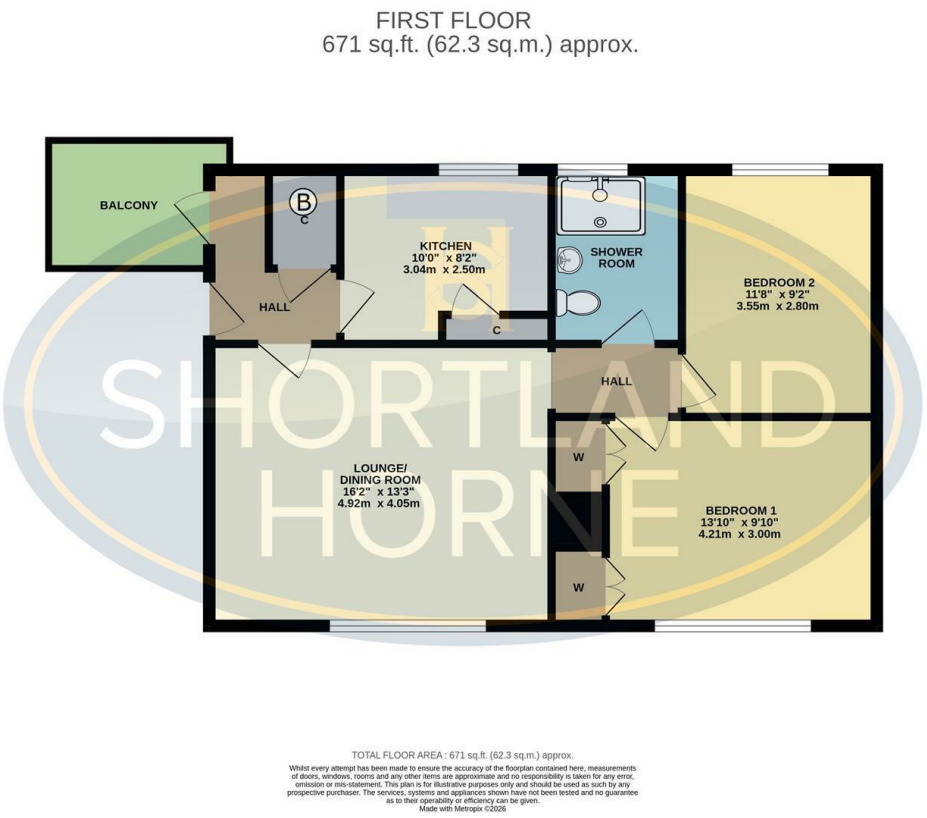 FIRST FLOOR
671 sq.ft. (62.3 sq.m.) approx.
BALCONY
B
C
KITCHEN
10'0" x 8'2"
3.04m x 2.50m
SHOWER
ROOM
BEDROOM 2
11'8" x 9'2"
3.55m x 2.80m
HALL
C
HALL
SHORTLAND
HORNE
LOUNGE/
DINING ROOM
16'2" x 13'3"
4.92m x 4.05m
W
BEDROOM 1
13'10" x 9'10"
4.21m x 3.00m
W
TOTAL FLOOR AREA : 671 sq.ft. (62.3 sq.m.) approx.
Whilst every attempt has been made to ensure the accuracy of the floorplan contained here, measurements
of doors, windows, rooms and any other items are approximate and no responsibility is taken for any error,
omission or mis-statement. This plan is for illustrative purposes only and should be used as such by any
prospective purchaser. The services, systems and appliances shown have not been tested and no guarantee
as to their operability or efficiency can be given.
Made with Metropix ©2026